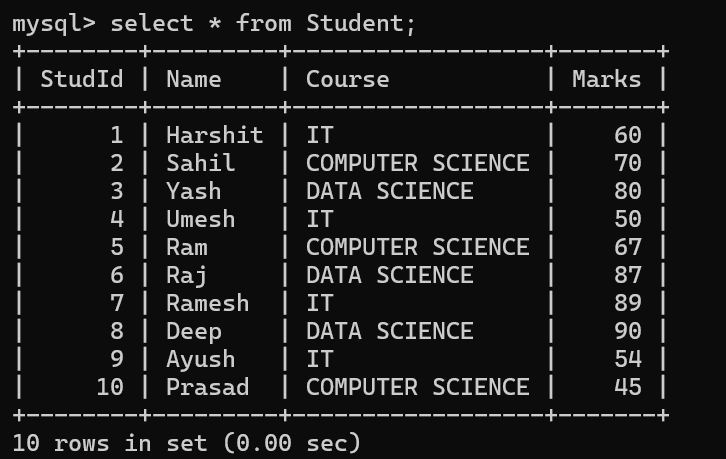 mysql> select * from Student;
+--------+---------+------------------+-------+
| StudId | Name    | Course           | Marks |
+--------+---------+------------------+-------+
|      1 | Harshit | IT               |    60 |
|      2 | Sahil   | COMPUTER SCIENCE |    70 |
|      3 | Yash    | DATA SCIENCE     |    80 |
|      4 | Umesh   | IT               |    50 |
|      5 | Ram     | COMPUTER SCIENCE |    67 |
|      6 | Raj     | DATA SCIENCE     |    87 |
|      7 | Ramesh  | IT               |    89 |
|      8 | Deep    | DATA SCIENCE     |    90 |
|      9 | Ayush   | IT               |    54 |
|     10 | Prasad  | COMPUTER SCIENCE |    45 |
+--------+---------+------------------+-------+
10 rows in set (0.00 sec)